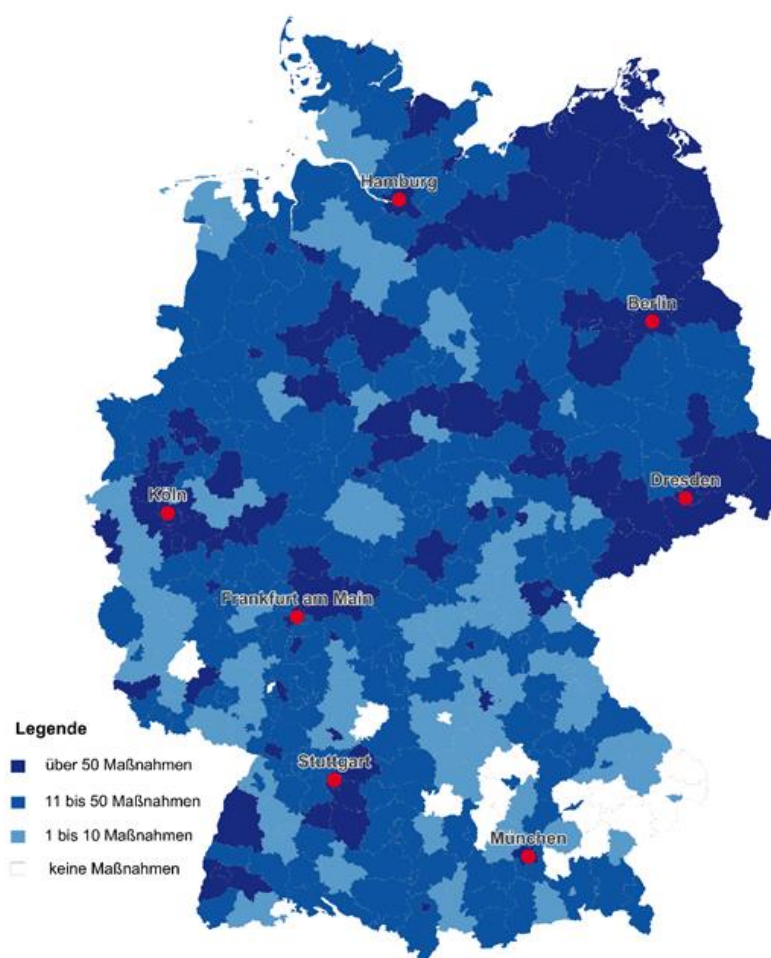 Hamburg
Berlin
Dresden
Köln
Frankfurt am Main
Legende
über 50 Maßnahmen
Stuttgart
11 bis 50 Maßnahmen
1 bis 10 Maßnahmen
München
keine Maßnahmen